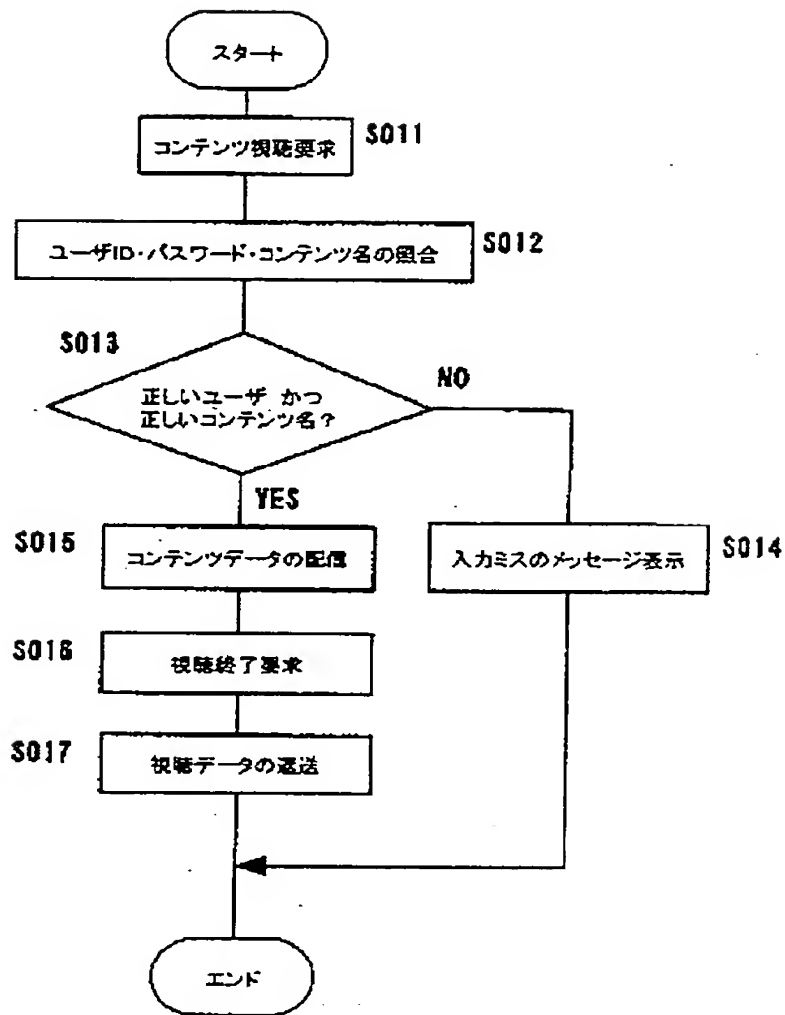 スタート
コンテンツ視聴要求
S011
ユーザID・パスワード・コンテンツ名の照合
S012
S013
正しいユーザ かつ
正しいコンテンツ名?
NO
YES
S015
コンテンツデータの配信
入力ミスのメッセージ表示
S014
S016
視聴終了要求
S017
視聴データの返送
エンド